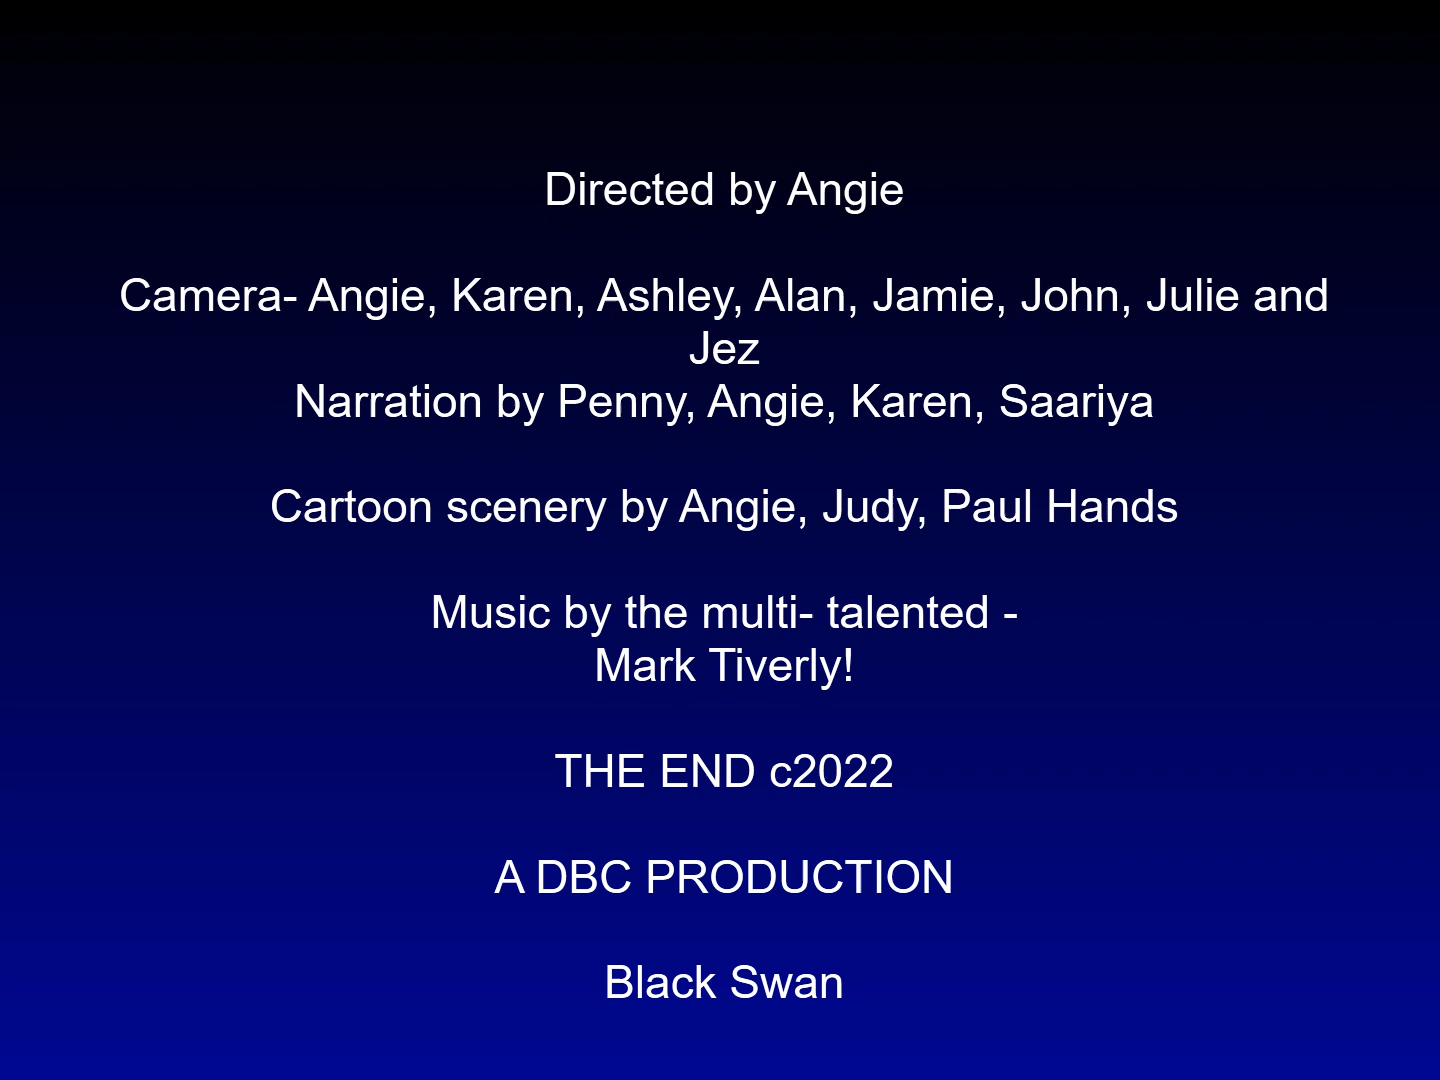 Directed by Angie
Camera- Angie, Karen, Ashley, Alan, Jamie, John, Julie and
Jez
Narration by Penny, Angie, Karen, Saariya
Cartoon scenery by Angie, Judy, Paul Hands
Music by the multi- talented -
Mark Tiverly!
THE END c2022
A DBC PRODUCTION
Black Swan